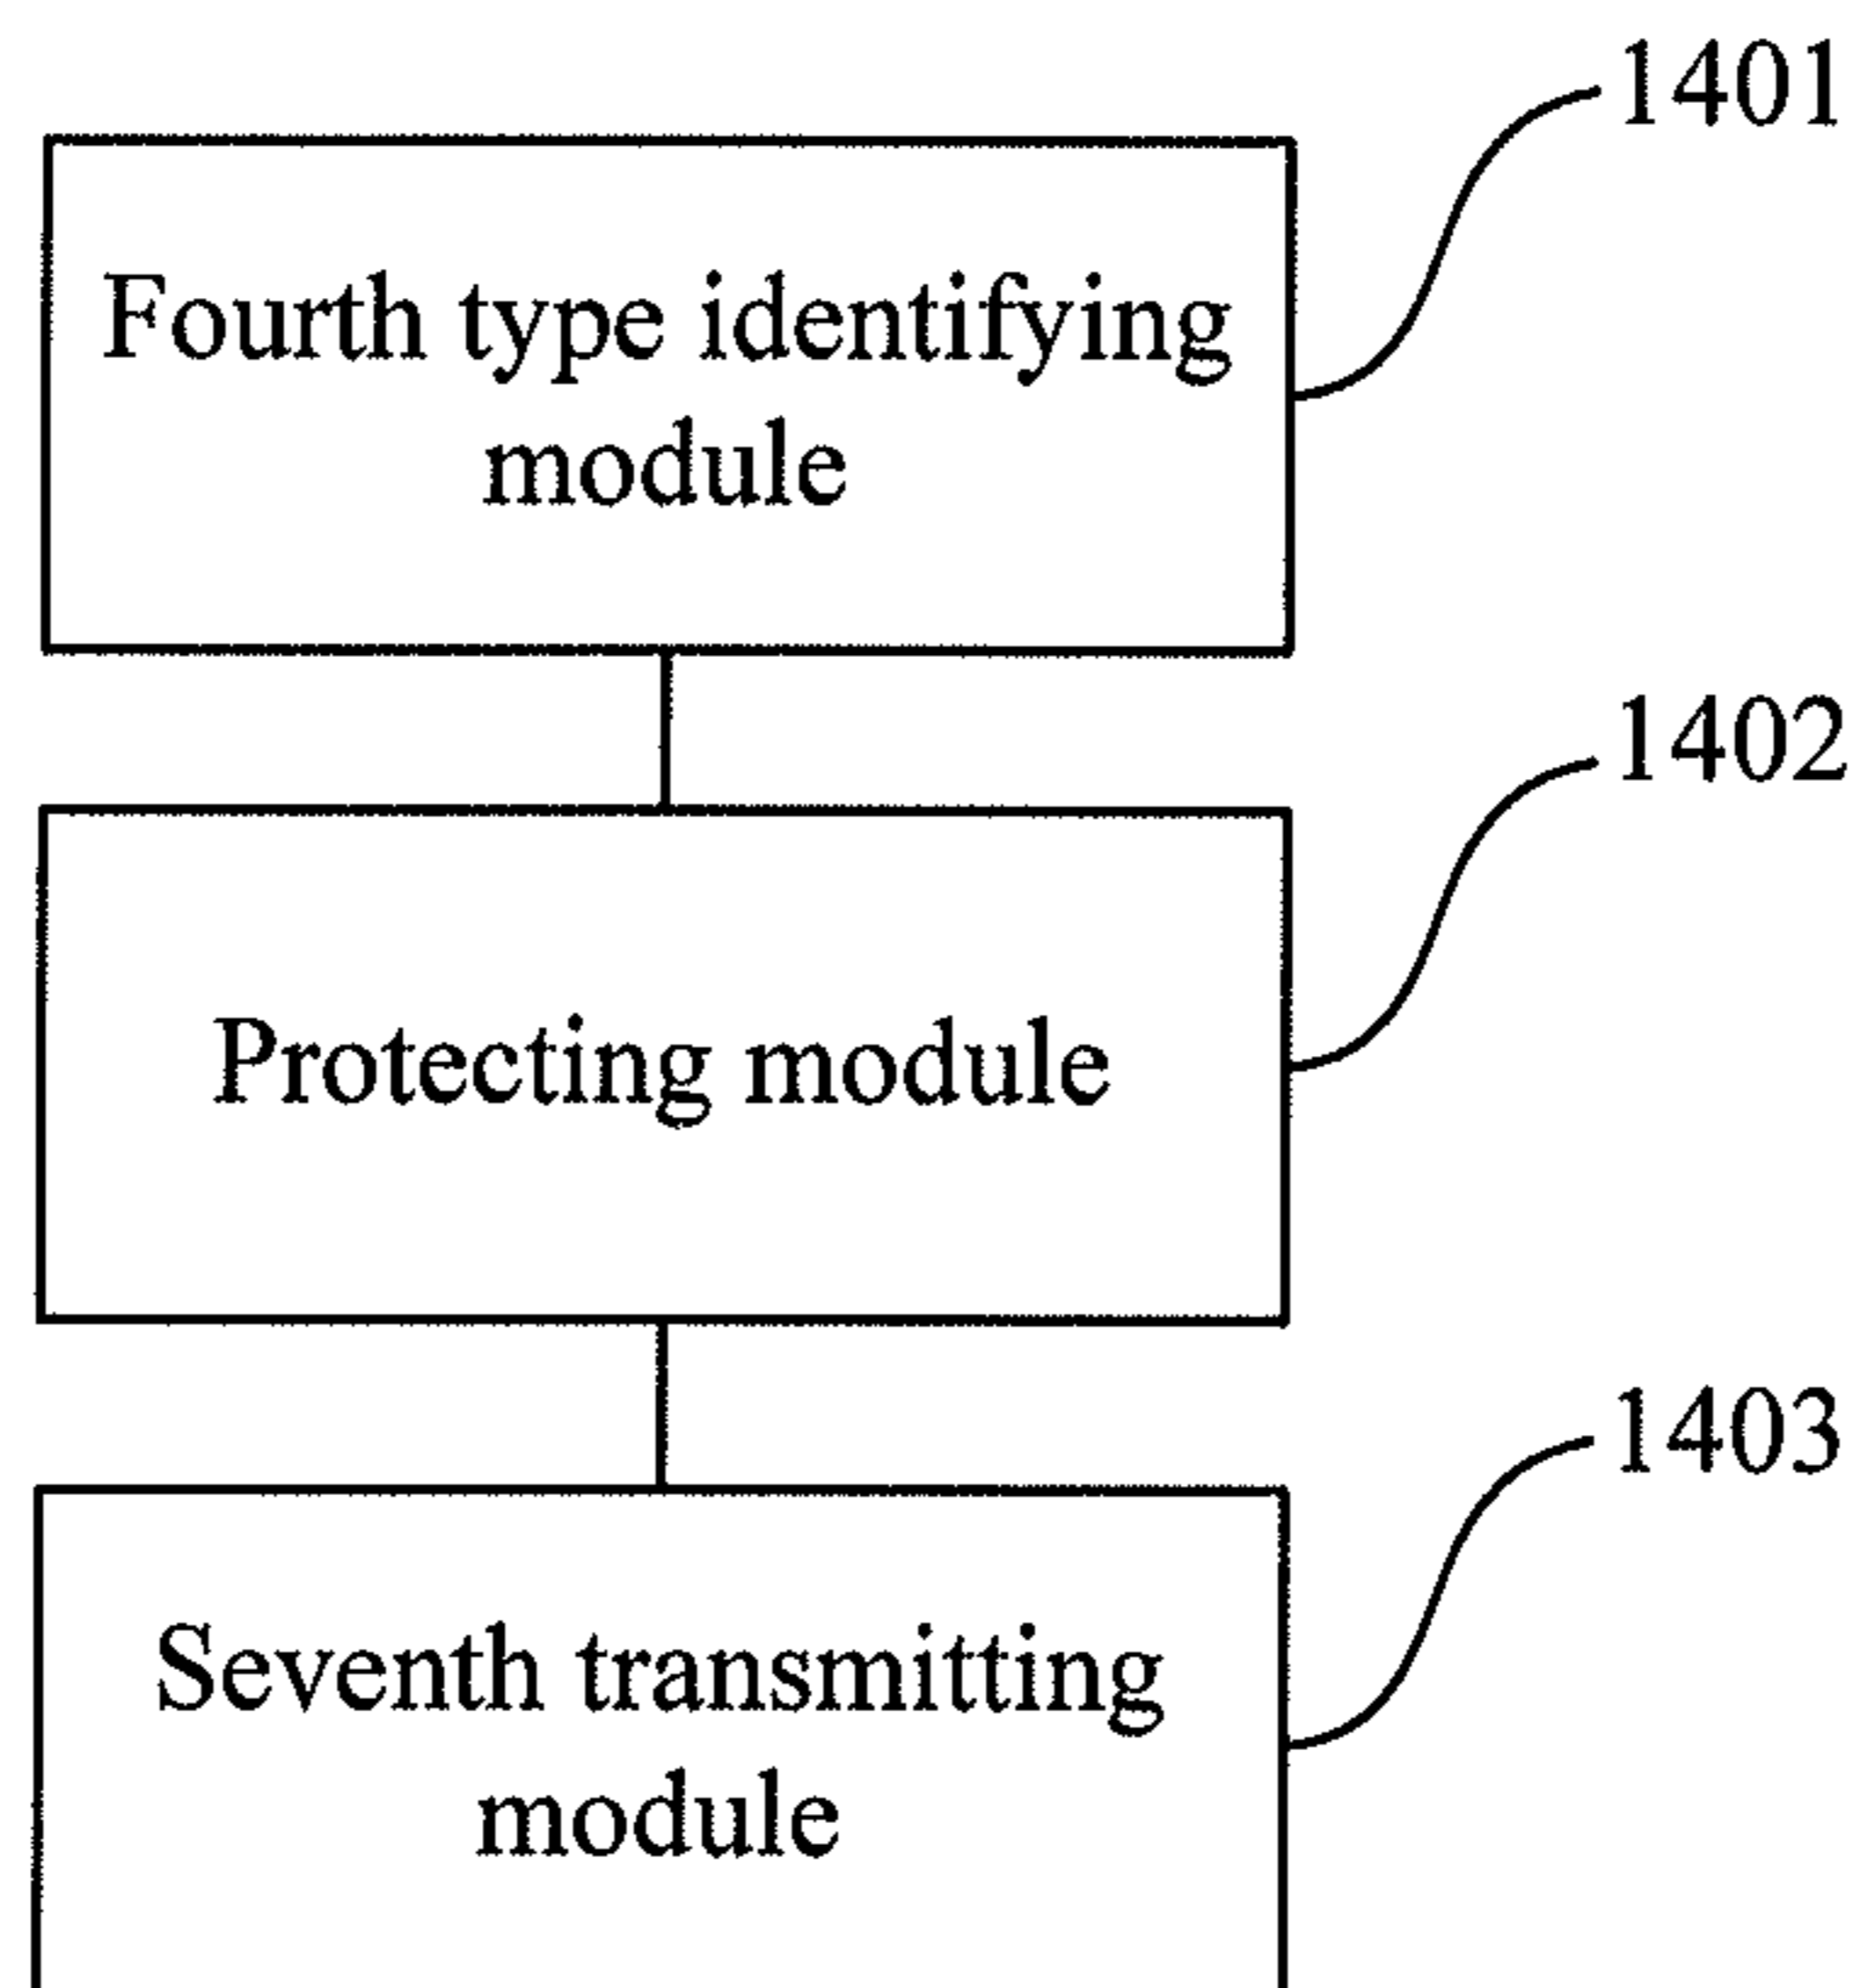 1401
Fourth type identifying
module
1402
Protecting module
1403
Seventh transmitting
module